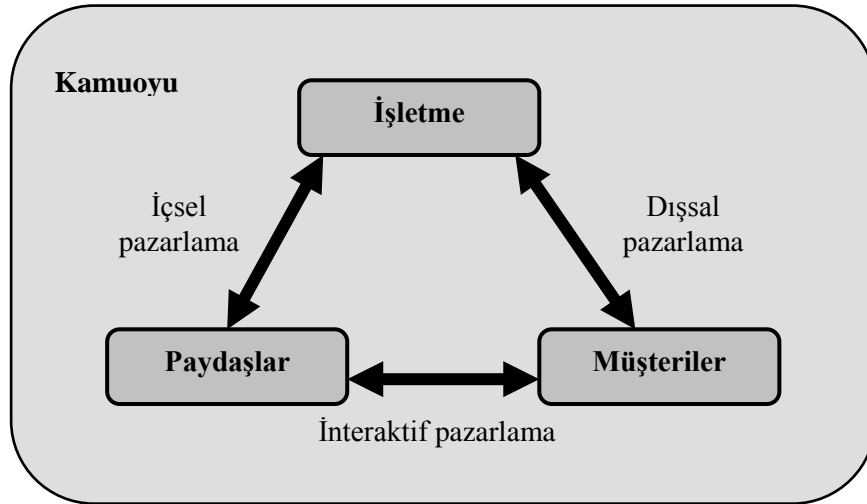 Kamuoyu
İşletme
İçsel
pazarlama
Dışsal
pazarlama
Paydaşlar
Müşteriler
İnteraktif pazarlama